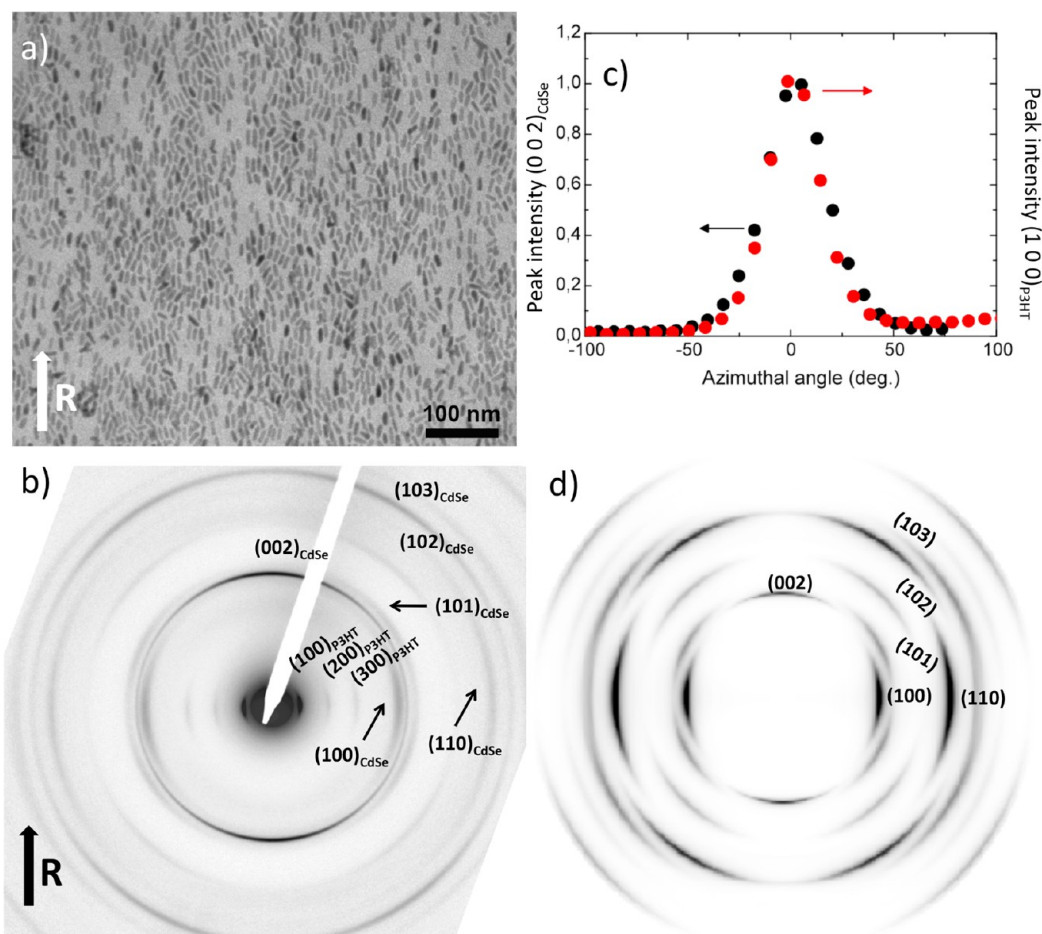 a)
R
100 nm
c)
Peak intensity (0 0 2)CdSe
1,2
1,0
0,8
0,6
0,4
0,2
0,0
-100
-50
0
50
100
Azimuthal angle (deg.)
Peak intensity (1 0 0)P3HT
b)
(103)CdSe
(002)CdSe
(102)CdSe
(101)CdSe
(100)P3HT
(200)P3HT
(300)P3HT
(100)CdSe
(110)CdSe
R
d)
(103)
(002)
(102)
(101)
(100)
(110)